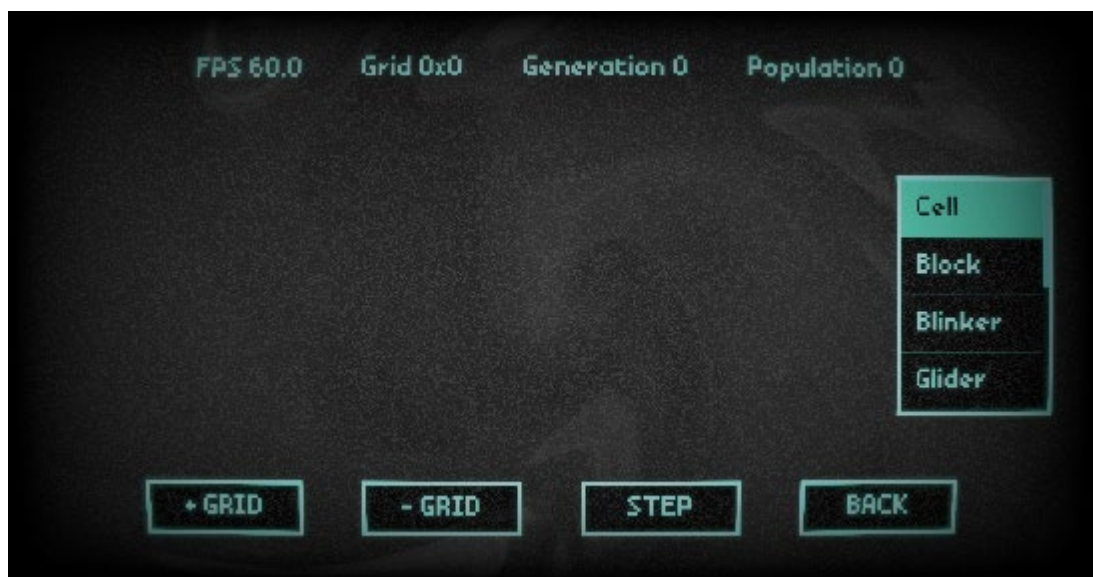 FPS 60.0 Grid 0x0 Generation 0 Population 0
Cell
Block
Blinker
Glider
+ GRID - GRID STEP BACK